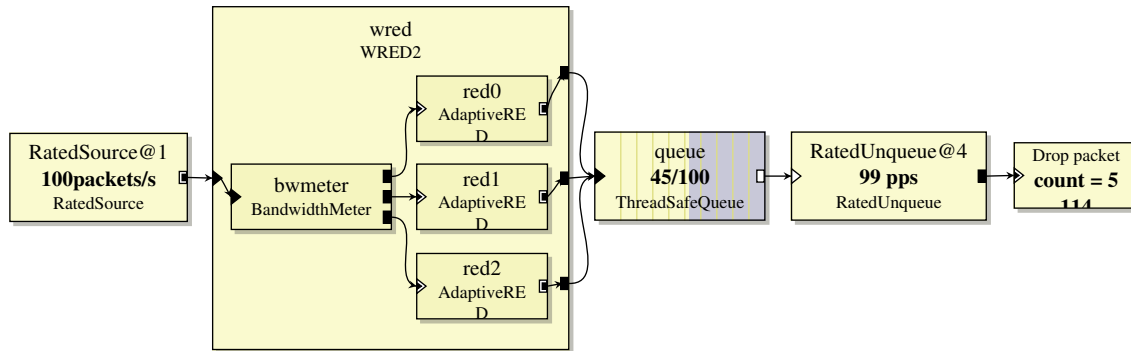 wred
WRED2
RatedSource@1
100packets/s
RatedSource
bwmeter
BandwidthMeter
red0
AdaptiveRE
D
red1
AdaptiveRE
D
red2
AdaptiveRE
D
queue
45/100
ThreadSafeQueue
RatedUnqueue@4
99 pps
RatedUnqueue
Drop packet
count = 5
114